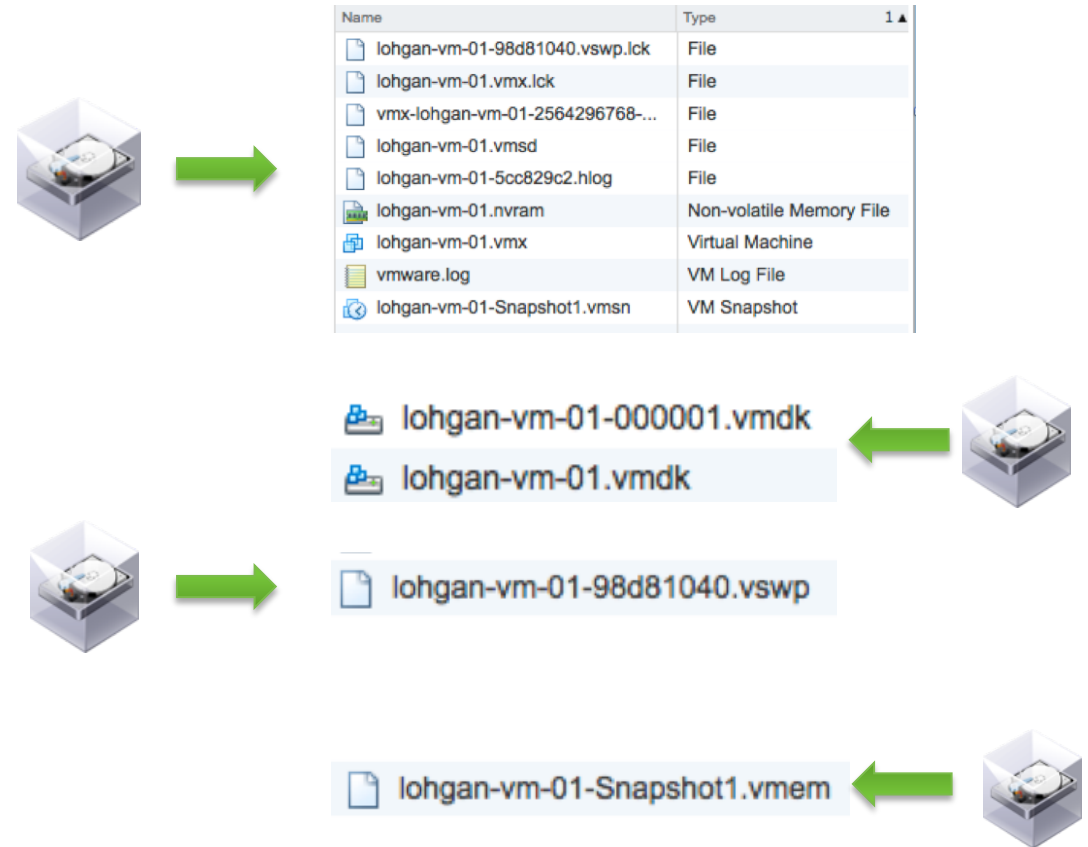 Name Type 1▲
lohgan-vm-01-98d81040.vswp.lck File
lohgan-vm-01.vmx.lck File
vmx-lohgan-vm-01-2564296768-... File
lohgan-vm-01.vmsd File
lohgan-vm-01-5cc829c2.hlog File
lohgan-vm-01.nvram Non-volatile Memory File
lohgan-vm-01.vmx Virtual Machine
vmware.log VM Log File
lohgan-vm-01-Snapshot1.vmsn VM Snapshot
lohgan-vm-01-000001.vmdk
lohgan-vm-01.vmdk
lohgan-vm-01-98d81040.vswp
lohgan-vm-01-Snapshot1.vmem